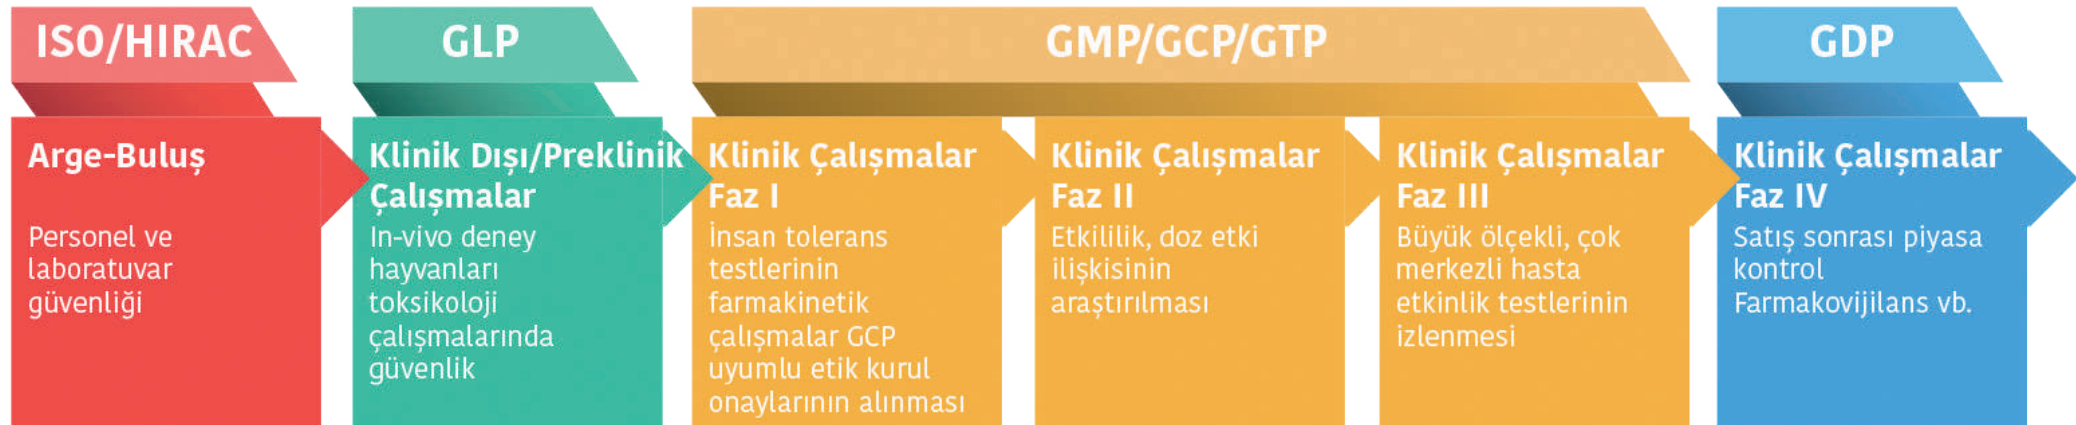 ISO/HIRAC
GLP
GMP/GCP/GTP
GDP
Arge-Buluş
Personel ve
laboratuvar
güvenliği
Klinik Dışı/Preklinik
Çalışmalar
In-vivo deney
hayvanları
toksikoloji
çalışmalarında
güvenlik
Klinik Çalışmalar
Faz I
İnsan tolerans
testlerinin
farmakinetik
çalışmalar GCP
uyumlu etik kurul
onaylarının alınması
Klinik Çalışmalar
Faz II
Etkililik, doz etki
ilişkisinin
araştırılması
Klinik Çalışmalar
Faz III
Büyük ölçekli, çok
merkezli hasta
etkinlik testlerinin
izlenmesi
Klinik Çalışmalar
Faz IV
Satış sonrası piyasa
kontrol
Farmakovijilans vb.